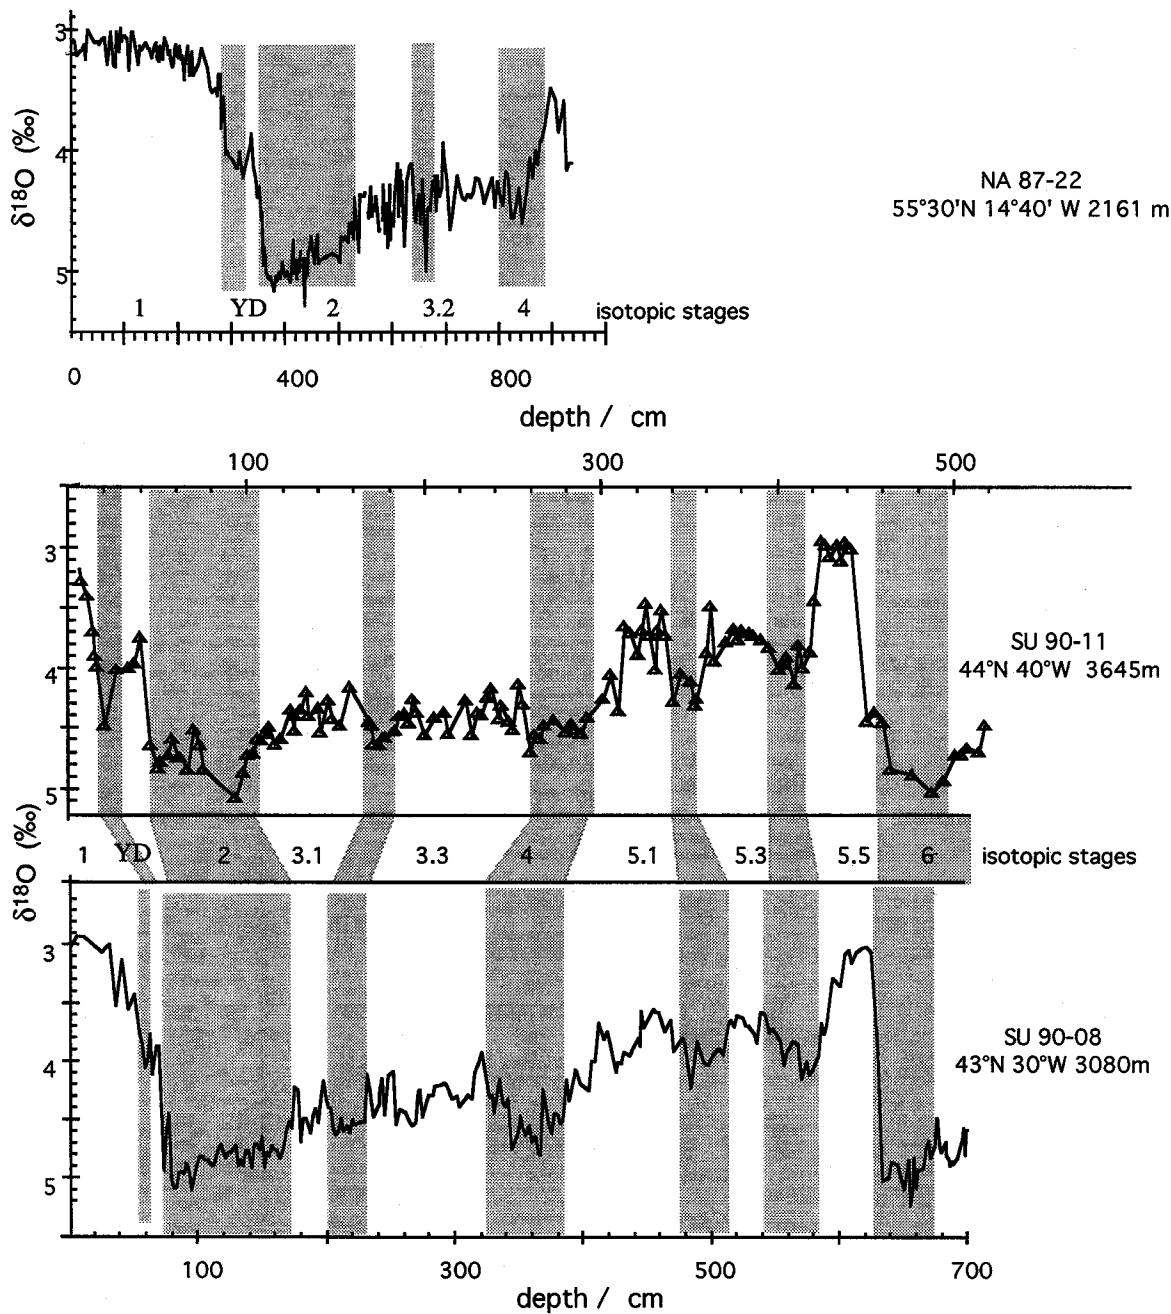 3
4
5
δ18O (‰)
1 YD 2 3.2 4 isotopic stages
0 400 800
depth / cm
NA 87-22
55°30'N 14°40' W 2161 m
100 300 500
3
4
5
δ18O (‰)
SU 90-11
44°N 40°W 3645m
1 YD 2 3.1 3.3 4 5.1 5.3 5.5 6 isotopic stages
3
4
5
SU 90-08
43°N 30°W 3080m
100 300 500 700
depth / cm